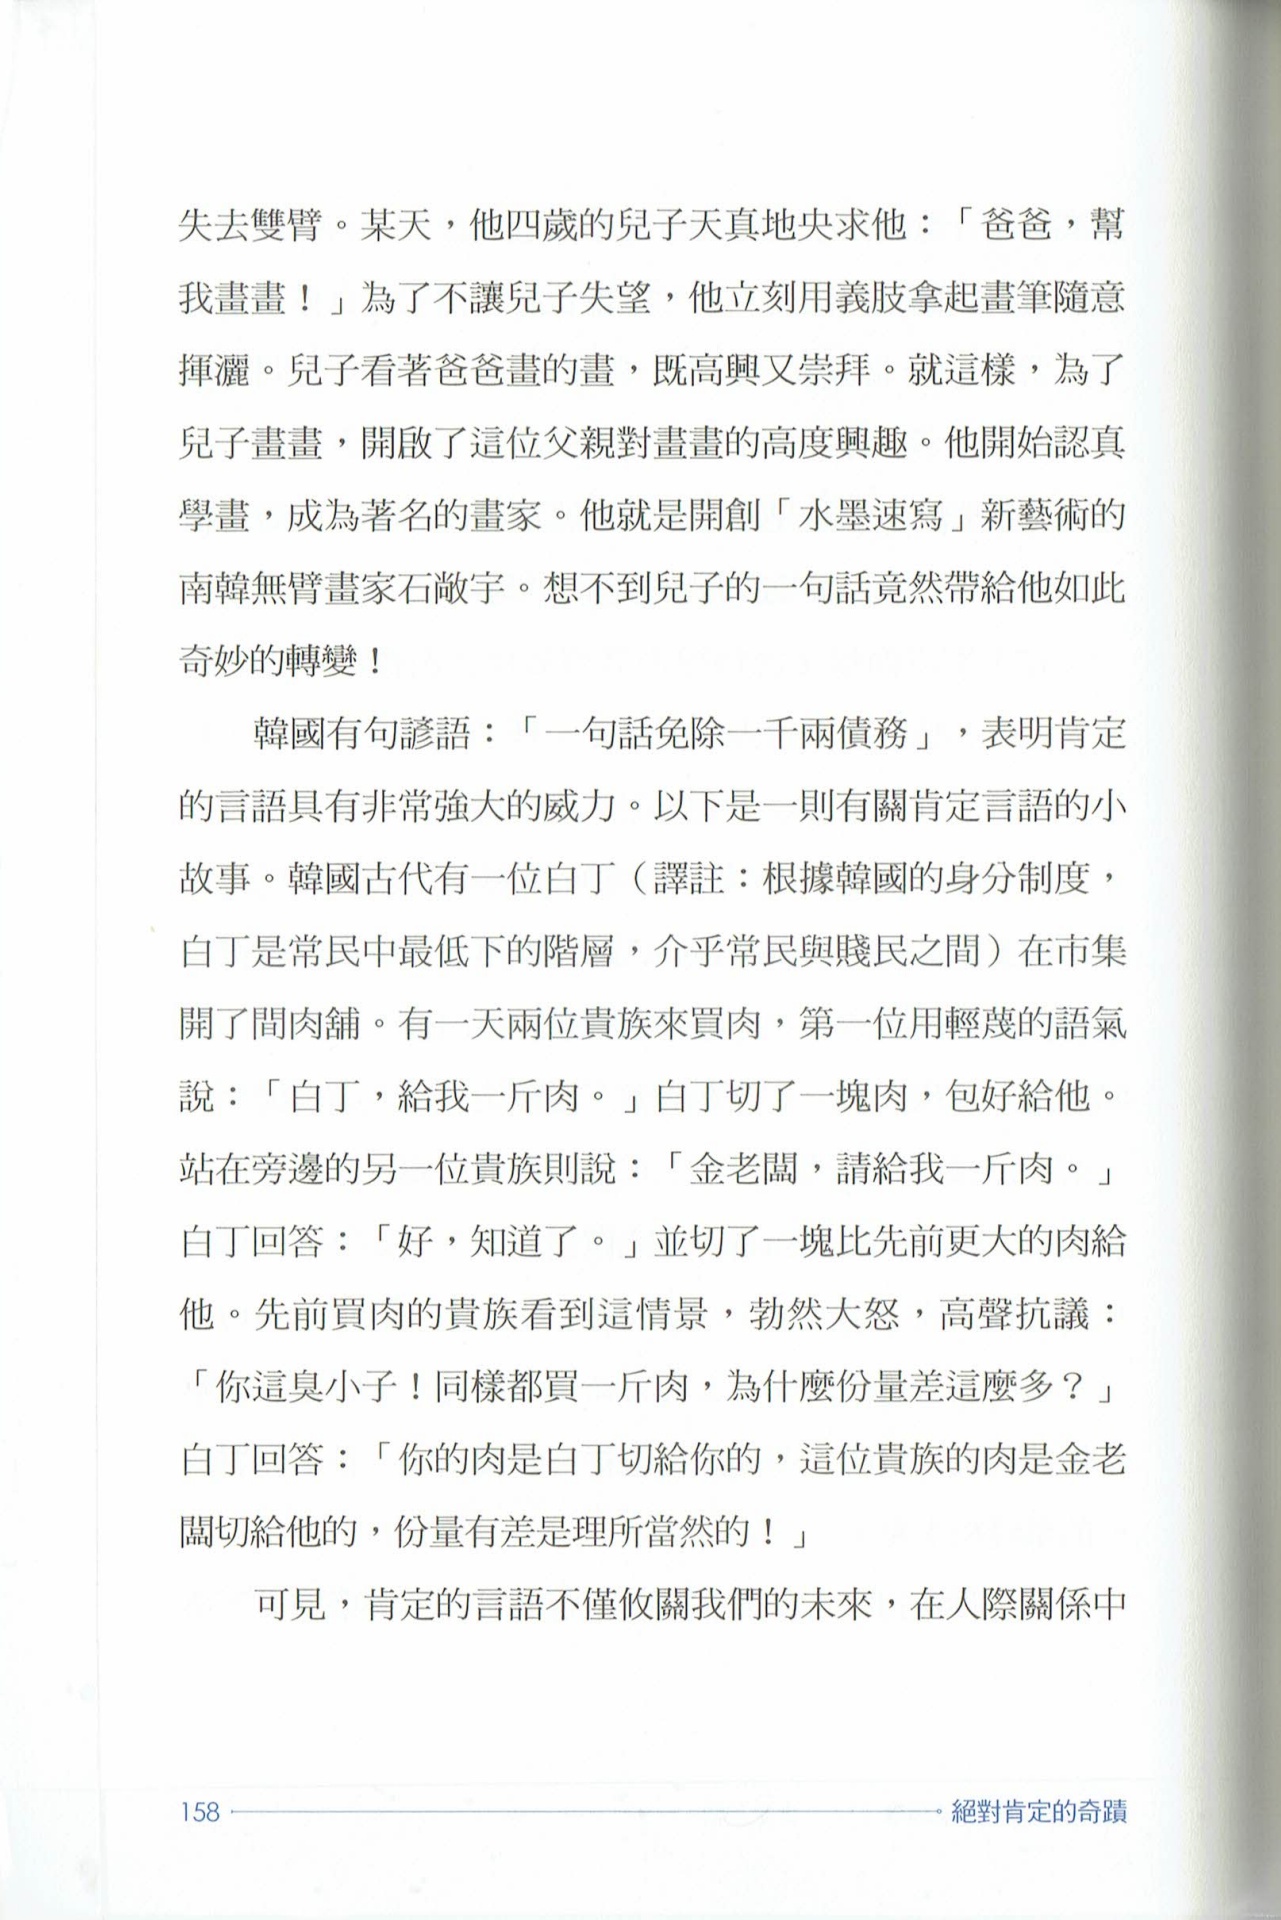 失去雙臂。某天，他四歲的兒子天真地央求他：「爸爸，幫
我畫畫！」為了不讓兒子失望，他立刻用義肢拿起畫筆隨意
揮灑。兒子看著爸爸畫的畫，既高興又崇拜。就這樣，為了
兒子畫畫，開啟了這位父親對畫畫的高度興趣。他開始認真
學畫，成為著名的畫家。他就是開創「水墨速寫」新藝術的
南韓無臂畫家石敞宇。想不到兒子的一句話竟然帶給他如此
奇妙的轉變！
韓國有句諺語：「一句話免除一千兩債務」，表明肯定
的言語具有非常強大的威力。以下是一則有關肯定言語的小
故事。韓國古代有一位白丁（譯註：根據韓國的身分制度，
白丁是常民中最低下的階層，介乎常民與賤民之間）在市集
開了間肉舖。有一天兩位貴族來買肉，第一位用輕蔑的語氣
說：「白丁，給我一斤肉。」白丁切了一塊肉，包好給他。
站在旁邊的另一位貴族則說：「金老闆，請給我一斤肉。」
白丁回答：「好，知道了。」並切了一塊比先前更大的肉給
他。先前買肉的貴族看到這情景，勃然大怒，高聲抗議：
「你這臭小子！同樣都買一斤肉，為什麼份量差這麼多？」
白丁回答：「你的肉是白丁切給你的，這位貴族的肉是金老
闆切給他的，份量有差是理所當然的！」
可見，肯定的言語不僅攸關我們的未來，在人際關係中
158 絕對肯定的奇蹟